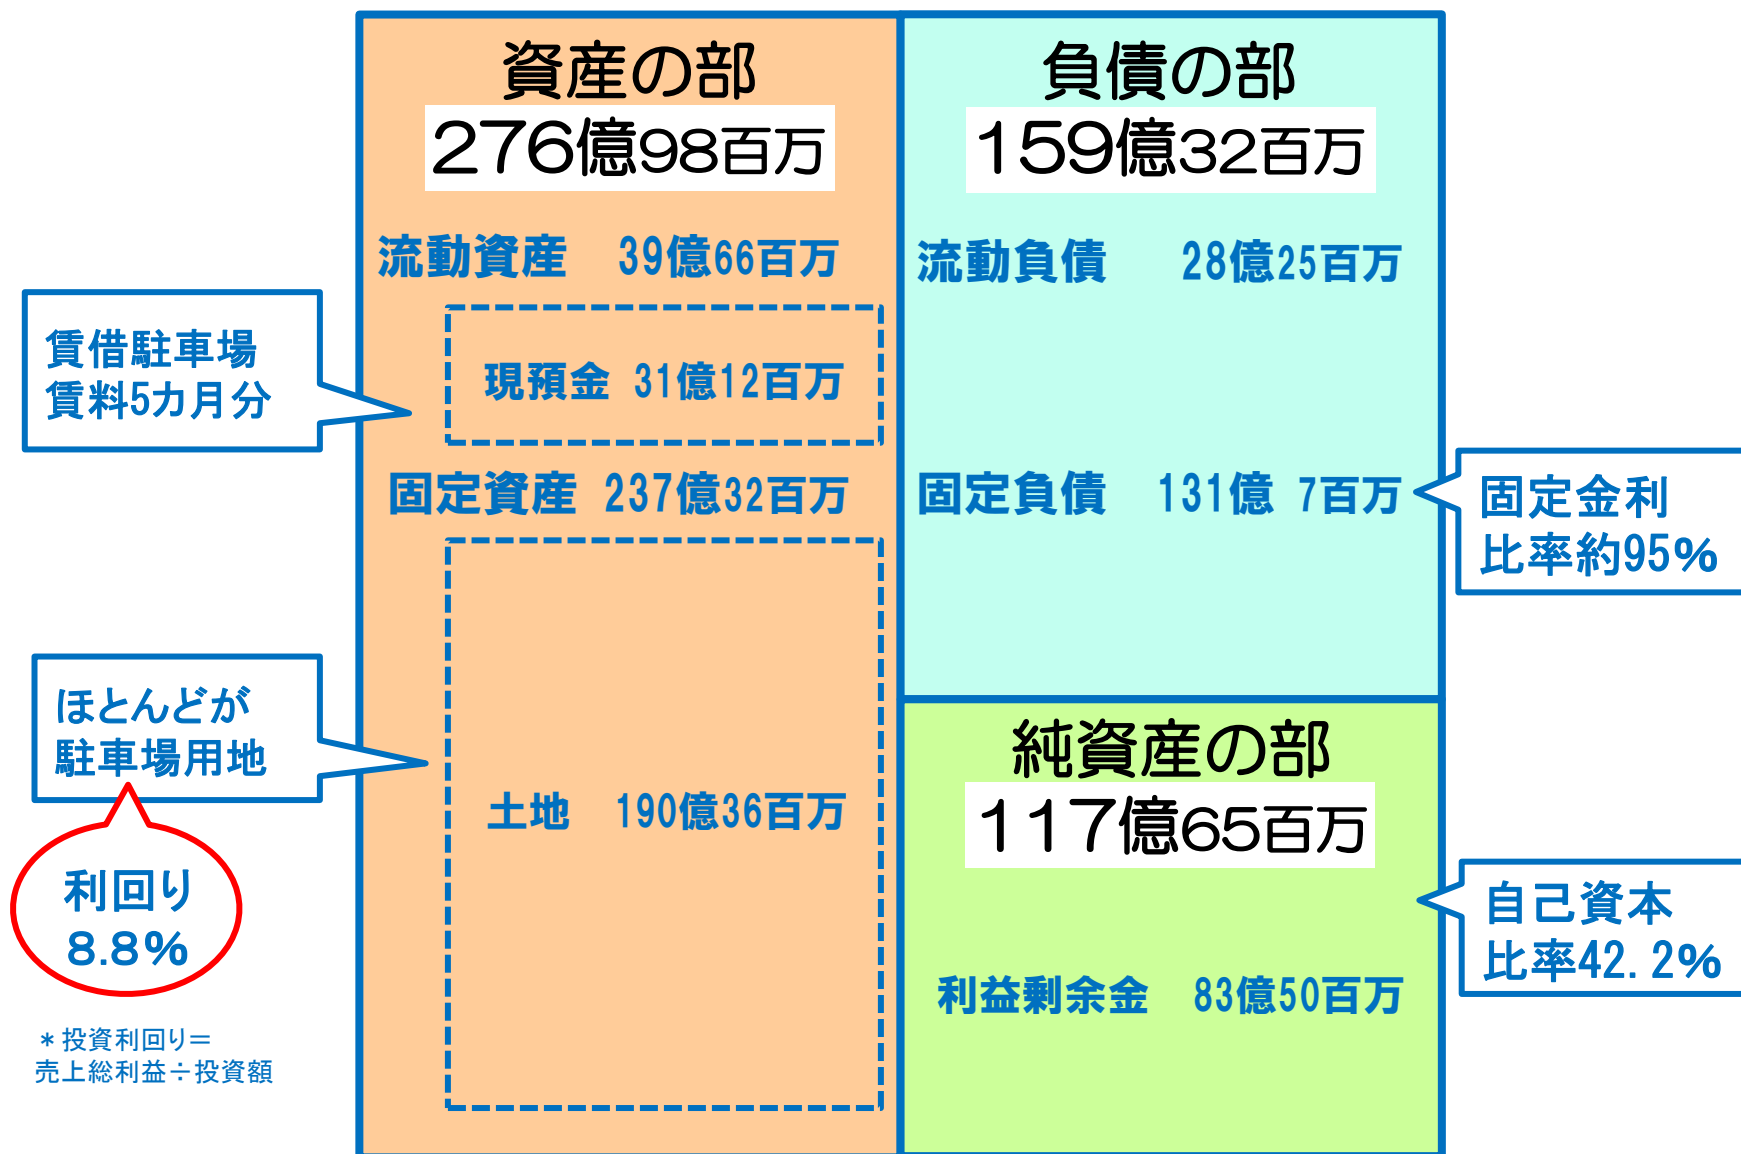 資産の部
276億98百万
流動資産 39億66百万
賃借駐車場
賃料5カ月分
現預金 31億12百万
固定資産 237億32百万
ほとんどが
駐車場用地
土地 190億36百万
利回り
8.8%
*投資利回り=
売上総利益÷投資額
負債の部
159億32百万
流動負債 28億25百万
固定負債 131億 7百万
固定金利
比率約95%
純資産の部
117億65百万
自己資本
比率42.2%
利益剰余金 83億50百万